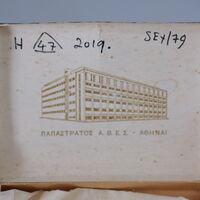 Н 47 2019. SEY/79
ΠΑΠΑΣΤΡΑΤΟΣ Α.Β.Ε.Σ. - ΑΘΗΝΑΙ